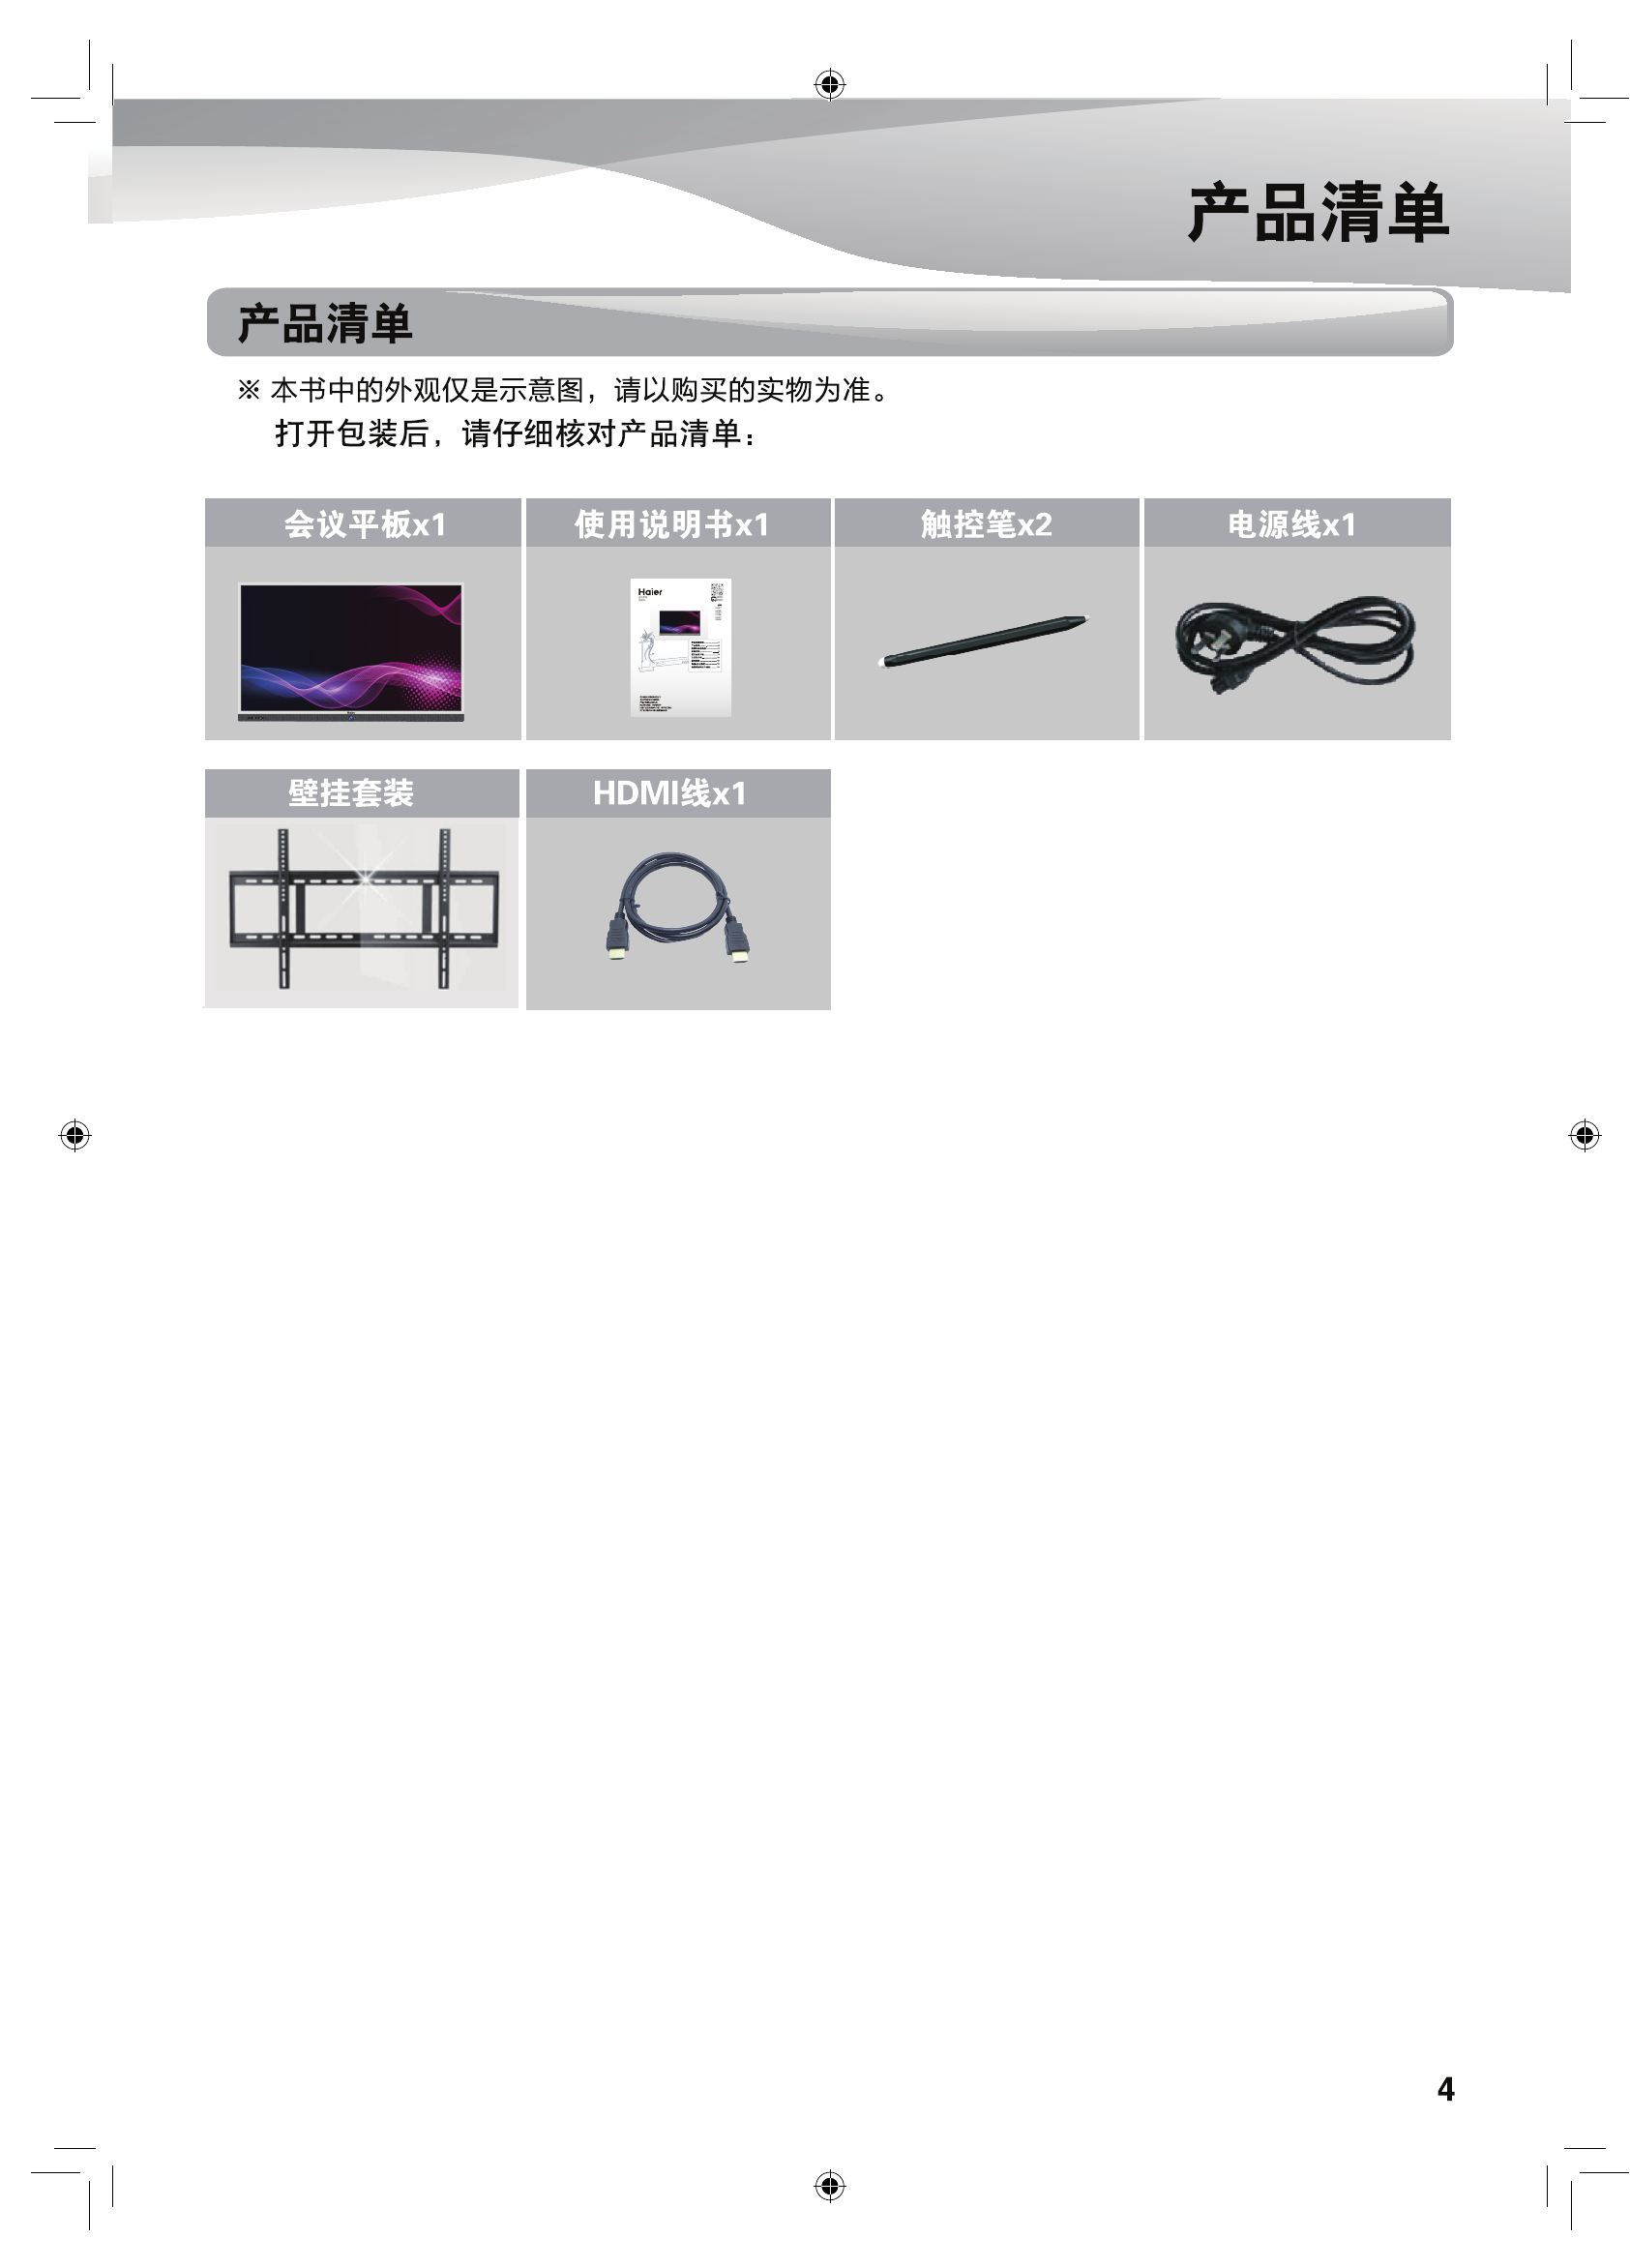 产品清单
产品清单
※ 本书中的外观仅是示意图，请以购买的实物为准。
打开包装后，请仔细核对产品清单：
会议平板x1
使用说明书x1
触控笔x2
电源线x1
Haier
壁挂套装
HDMI线x1
4